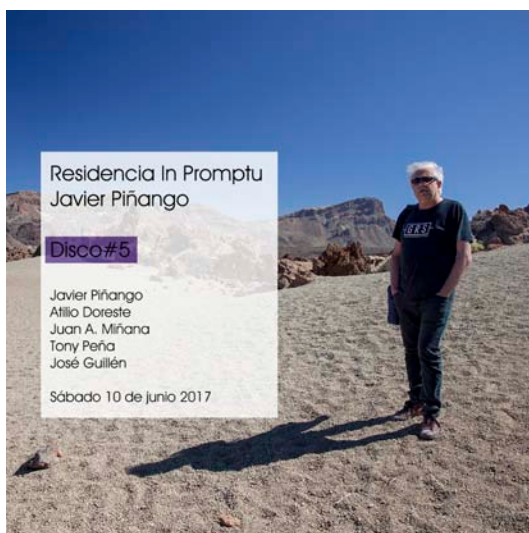 Residencia In Promptu
Javier Piñango
Disco#5
Javier Piñango
Atilio Doreste
Juan A. Miñana
Tony Peña
José Guillén
Sábado 10 de junio 2017